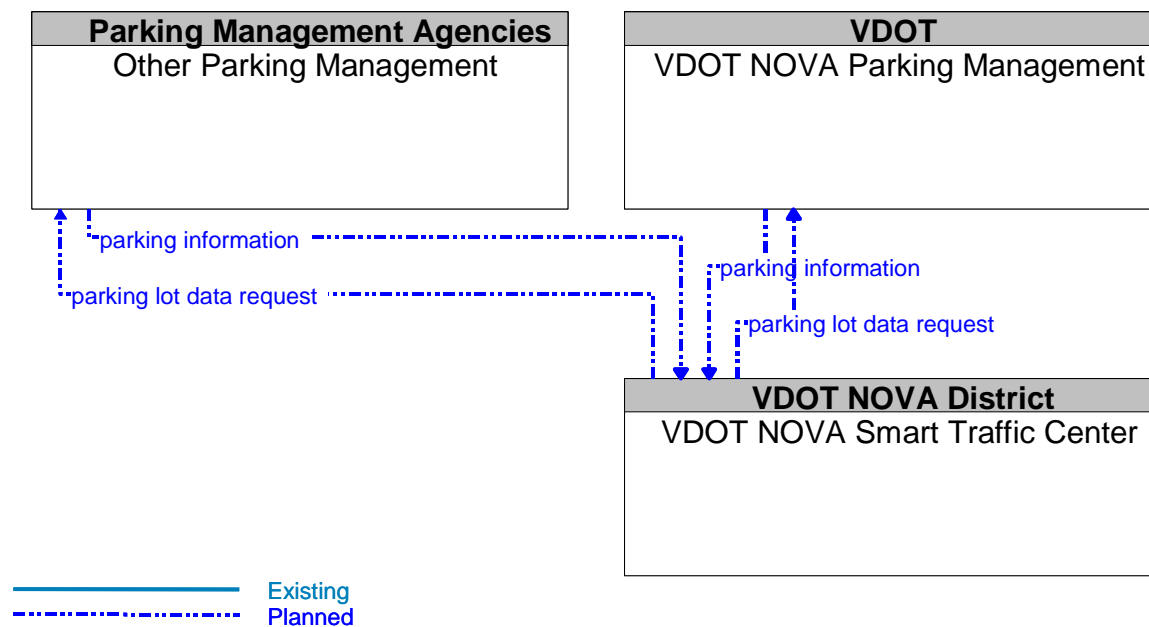 Parking Management Agencies
Other Parking Management
VDOT
VDOT NOVA Parking Management
parking information
parking information
parking lot data request
parking lot data request
VDOT NOVA District
VDOT NOVA Smart Traffic Center
Existing
Planned